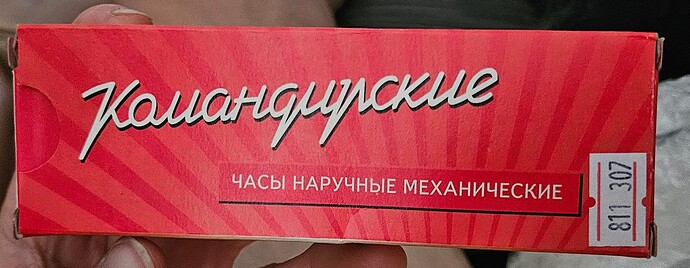 Командирские
ЧАСЫ НАРУЧНЫЕ МЕХАНИЧЕСКИЕ
811 307